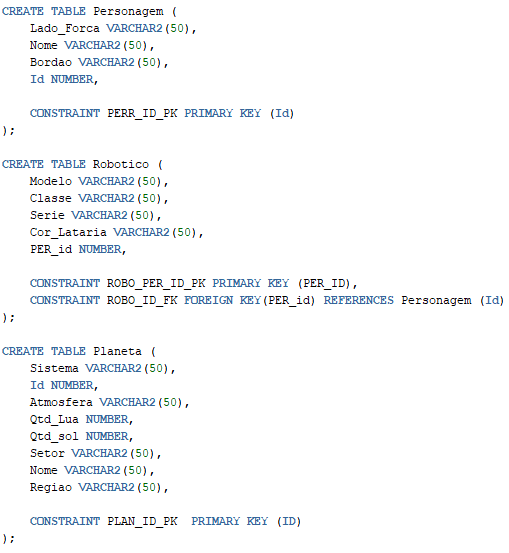 CREATE TABLE Personagem (
Lado_Forca VARCHAR2(50),
Nome VARCHAR2(50),
Bordao VARCHAR2(50),
Id NUMBER,
CONSTRAINT PERR_ID_PK PRIMARY KEY (Id)
);
CREATE TABLE Robotico (
Modelo VARCHAR2(50),
Classe VARCHAR2(50),
Serie VARCHAR2(50),
Cor_Lataria VARCHAR2(50),
PER_id NUMBER,
CONSTRAINT ROBO_PER_ID_PK PRIMARY KEY (PER_ID),
CONSTRAINT ROBO_ID_FK FOREIGN KEY(PER_id) REFERENCES Personagem (Id)
);
CREATE TABLE Planeta (
Sistema VARCHAR2(50),
Id NUMBER,
Atmosfera VARCHAR2(50),
Qtd_Lua NUMBER,
Qtd_sol NUMBER,
Setor VARCHAR2(50),
Nome VARCHAR2(50),
Regiao VARCHAR2(50),
CONSTRAINT PLAN_ID_PK  PRIMARY KEY (ID)
);